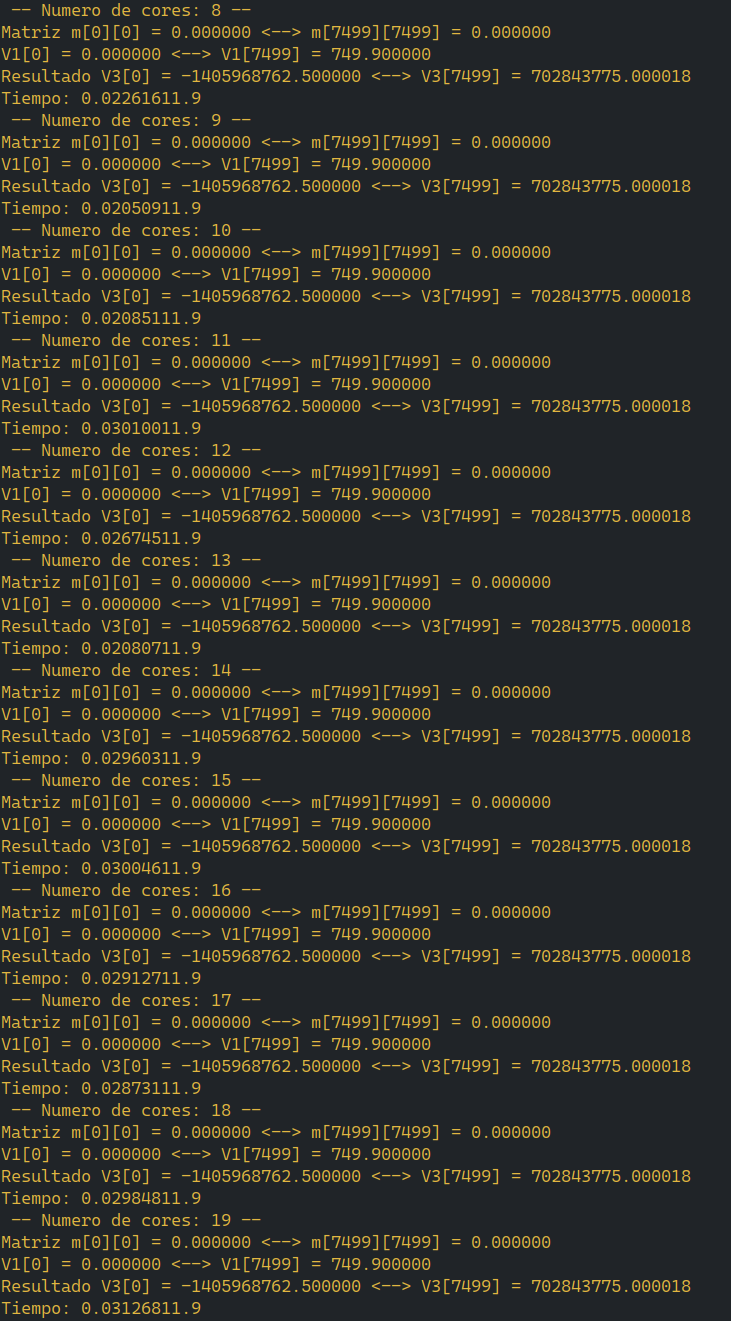 -- Numero de cores: 8 --
Matriz m[0][0] = 0.000000 <--> m[7499][7499] = 0.000000
V1[0] = 0.000000 <--> V1[7499] = 749.900000
Resultado V3[0] = -1405968762.500000 <--> V3[7499] = 702843775.000018
Tiempo: 0.02261611.9
-- Numero de cores: 9 --
Matriz m[0][0] = 0.000000 <--> m[7499][7499] = 0.000000
V1[0] = 0.000000 <--> V1[7499] = 749.900000
Resultado V3[0] = -1405968762.500000 <--> V3[7499] = 702843775.000018
Tiempo: 0.02050911.9
-- Numero de cores: 10 --
Matriz m[0][0] = 0.000000 <--> m[7499][7499] = 0.000000
V1[0] = 0.000000 <--> V1[7499] = 749.900000
Resultado V3[0] = -1405968762.500000 <--> V3[7499] = 702843775.000018
Tiempo: 0.02085111.9
-- Numero de cores: 11 --
Matriz m[0][0] = 0.000000 <--> m[7499][7499] = 0.000000
V1[0] = 0.000000 <--> V1[7499] = 749.900000
Resultado V3[0] = -1405968762.500000 <--> V3[7499] = 702843775.000018
Tiempo: 0.03010011.9
-- Numero de cores: 12 --
Matriz m[0][0] = 0.000000 <--> m[7499][7499] = 0.000000
V1[0] = 0.000000 <--> V1[7499] = 749.900000
Resultado V3[0] = -1405968762.500000 <--> V3[7499] = 702843775.000018
Tiempo: 0.02674511.9
-- Numero de cores: 13 --
Matriz m[0][0] = 0.000000 <--> m[7499][7499] = 0.000000
V1[0] = 0.000000 <--> V1[7499] = 749.900000
Resultado V3[0] = -1405968762.500000 <--> V3[7499] = 702843775.000018
Tiempo: 0.02080711.9
-- Numero de cores: 14 --
Matriz m[0][0] = 0.000000 <--> m[7499][7499] = 0.000000
V1[0] = 0.000000 <--> V1[7499] = 749.900000
Resultado V3[0] = -1405968762.500000 <--> V3[7499] = 702843775.000018
Tiempo: 0.02960311.9
-- Numero de cores: 15 --
Matriz m[0][0] = 0.000000 <--> m[7499][7499] = 0.000000
V1[0] = 0.000000 <--> V1[7499] = 749.900000
Resultado V3[0] = -1405968762.500000 <--> V3[7499] = 702843775.000018
Tiempo: 0.03004611.9
-- Numero de cores: 16 --
Matriz m[0][0] = 0.000000 <--> m[7499][7499] = 0.000000
V1[0] = 0.000000 <--> V1[7499] = 749.900000
Resultado V3[0] = -1405968762.500000 <--> V3[7499] = 702843775.000018
Tiempo: 0.02912711.9
-- Numero de cores: 17 --
Matriz m[0][0] = 0.000000 <--> m[7499][7499] = 0.000000
V1[0] = 0.000000 <--> V1[7499] = 749.900000
Resultado V3[0] = -1405968762.500000 <--> V3[7499] = 702843775.000018
Tiempo: 0.02873111.9
-- Numero de cores: 18 --
Matriz m[0][0] = 0.000000 <--> m[7499][7499] = 0.000000
V1[0] = 0.000000 <--> V1[7499] = 749.900000
Resultado V3[0] = -1405968762.500000 <--> V3[7499] = 702843775.000018
Tiempo: 0.02984811.9
-- Numero de cores: 19 --
Matriz m[0][0] = 0.000000 <--> m[7499][7499] = 0.000000
V1[0] = 0.000000 <--> V1[7499] = 749.900000
Resultado V3[0] = -1405968762.500000 <--> V3[7499] = 702843775.000018
Tiempo: 0.03126811.9